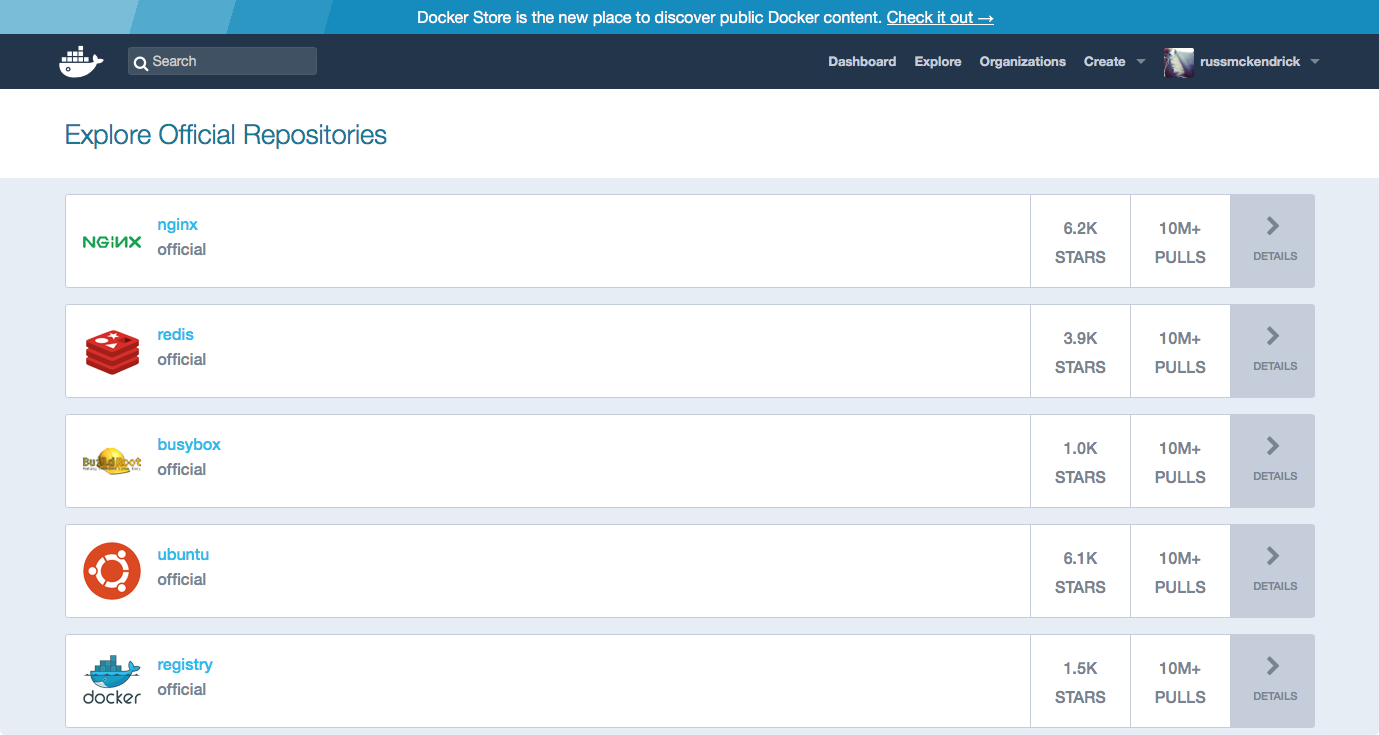 Docker Store is the new place to discover public Docker content. Check it out →
Search
Dashboard Explore Organizations Create russmckendrick
Explore Official Repositories
NGINX
nginx
official
6.2K
STARS
10M+
PULLS
DETAILS
redis
official
3.9K
STARS
10M+
PULLS
DETAILS
BuildRoot
busybox
official
1.0K
STARS
10M+
PULLS
DETAILS
ubuntu
official
6.1K
STARS
10M+
PULLS
DETAILS
docker
registry
official
1.5K
STARS
10M+
PULLS
DETAILS